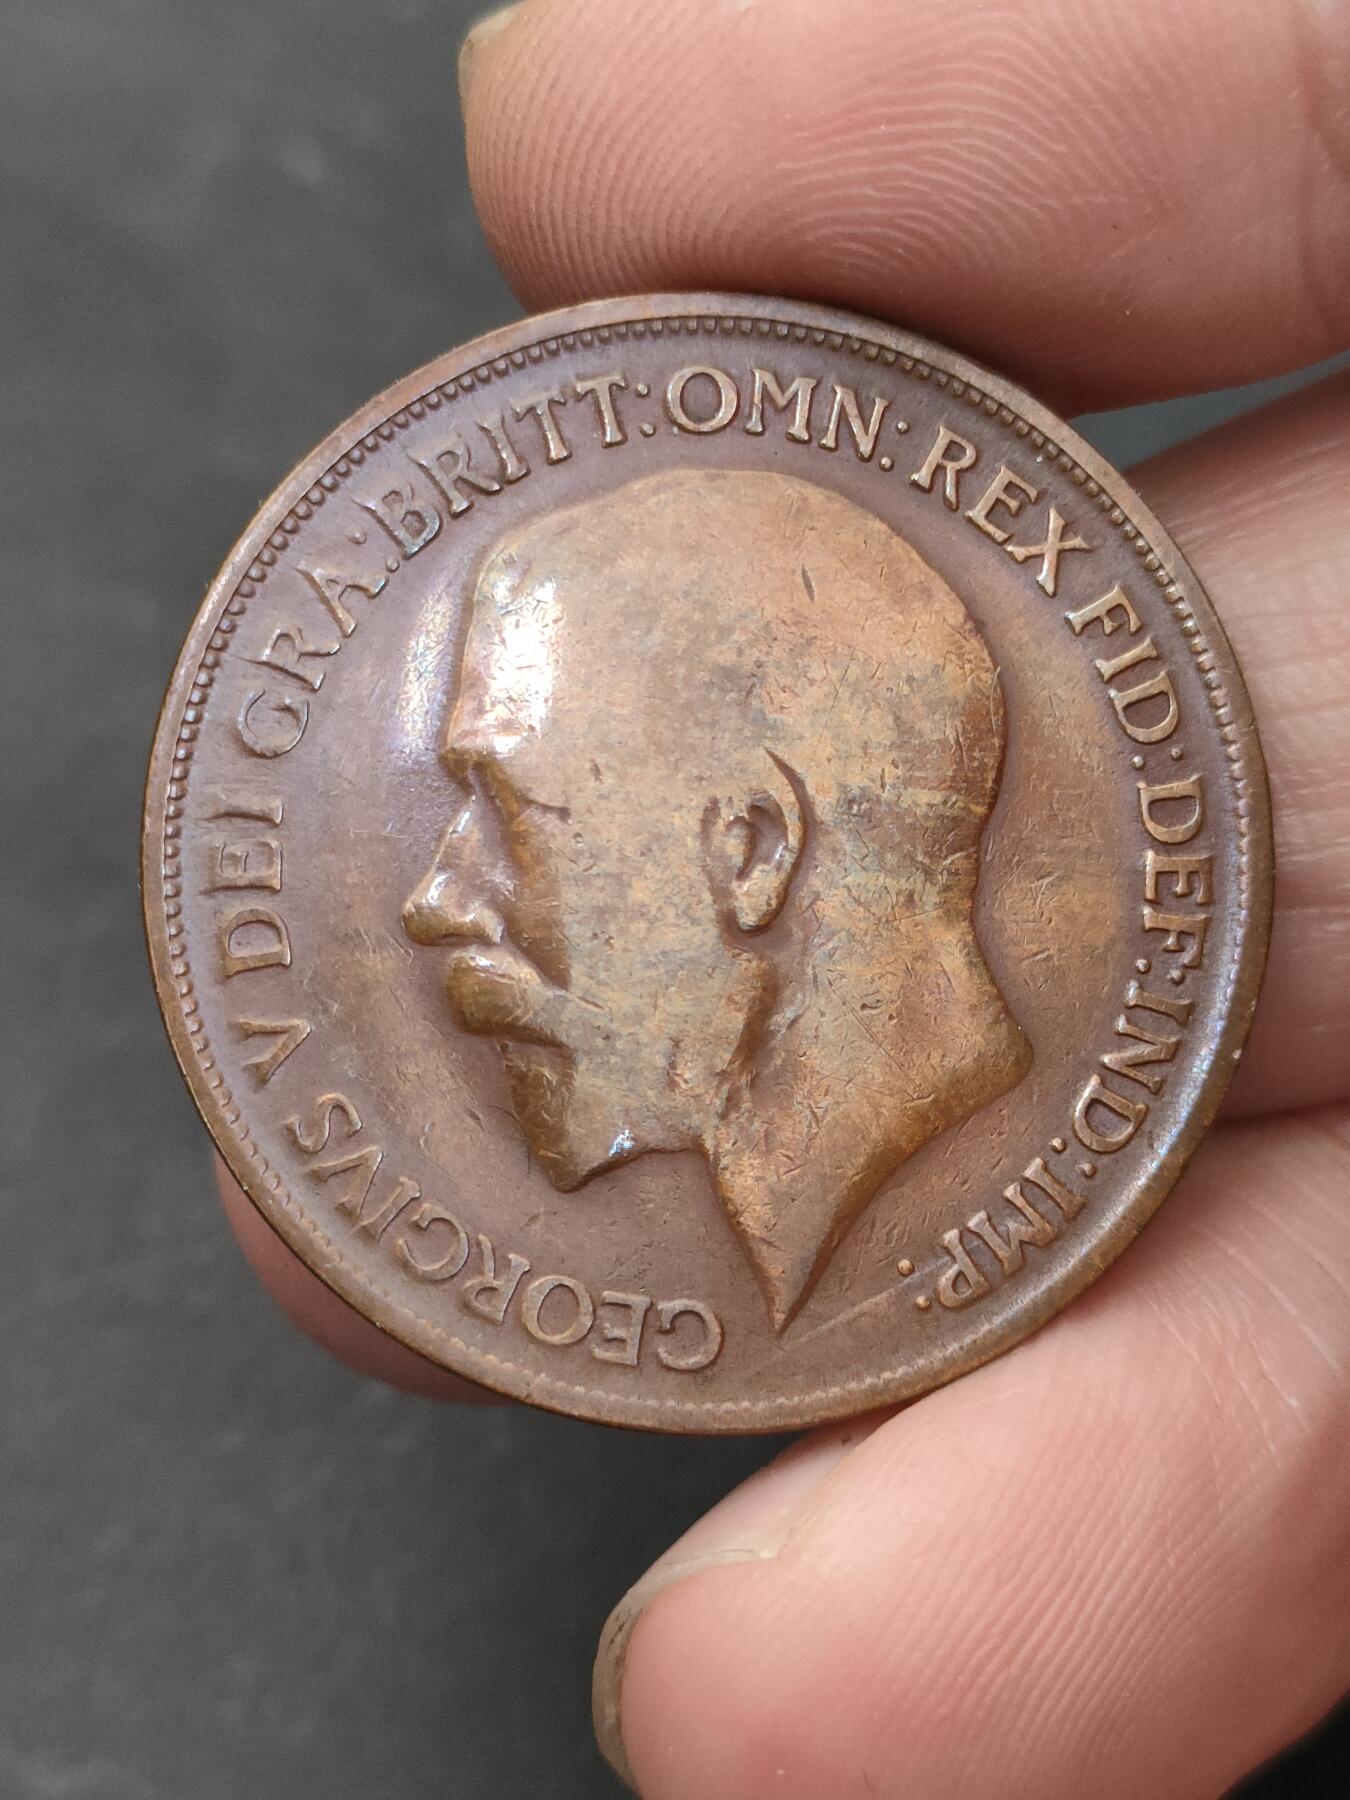 GEORGIVS V DEI GRA: BRITT: OMN: REX FID: DEF: IND: IMP: